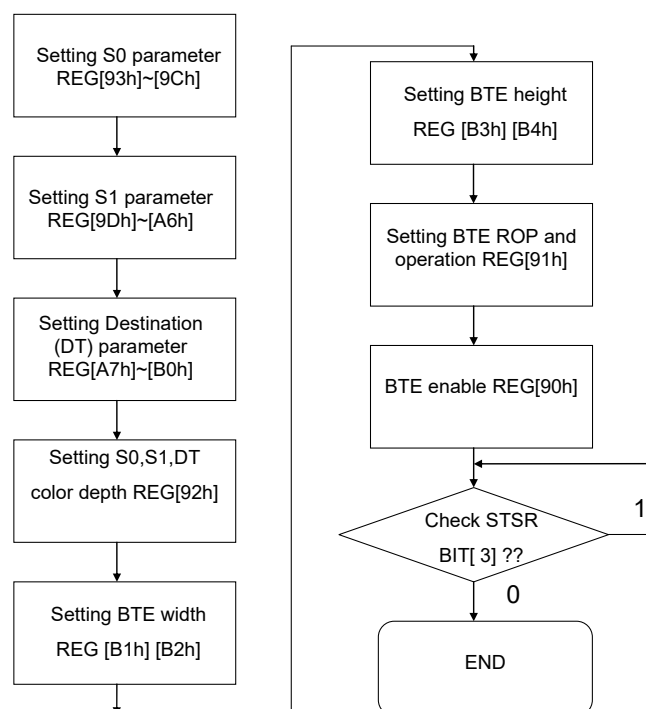 Setting S0 parameter
REG[93h]~[9Ch]
Setting S1 parameter
REG[9Dh]~[A6h]
Setting Destination
(DT) parameter
REG[A7h]~[B0h]
Setting S0,S1,DT
color depth REG[92h]
Setting BTE width
REG [B1h] [B2h]
Setting BTE height
REG [B3h] [B4h]
Setting BTE ROP and
operation REG[91h]
BTE enable REG[90h]
Check STSR
BIT[ 3] ??
1
0
END